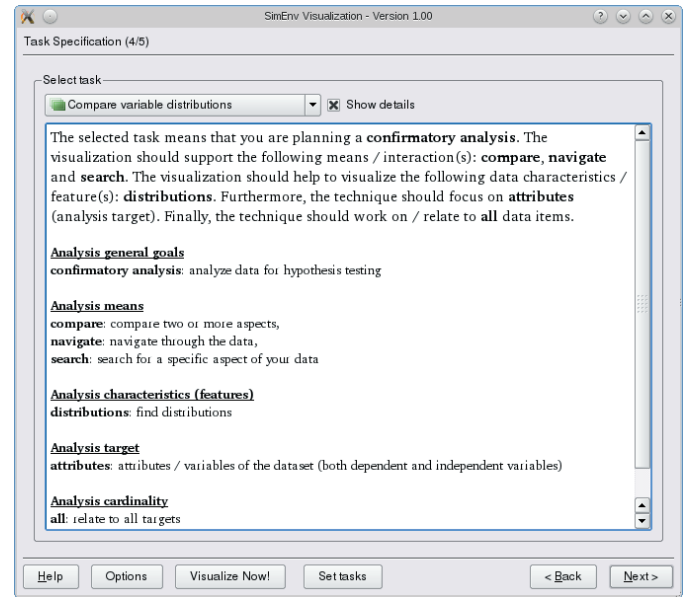 SimEnv Visualization - Version 1.00
Task Specification (4/5)
Select task
Compare variable distributions
Show details
The selected task means that you are planning a confirmatory analysis. The
visualization should support the following means / interaction(s): compare, navigate
and search. The visualization should help to visualize the following data characteristics /
feature(s): distributions. Furthermore, the technique should focus on attributes
(analysis target). Finally, the technique should work on / relate to all data items.
Analysis general goals
confirmatory analysis: analyze data for hypothesis testing
Analysis means
compare: compare two or more aspects,
navigate: navigate through the data,
search: search for a specific aspect of your data
Analysis characteristics (features)
distributions: find distributions
Analysis target
attributes: attributes / variables of the dataset (both dependent and independent variables)
Analysis cardinality
all: relate to all targets
Help
Options
Visualize Now!
Set tasks
< Back
Next >